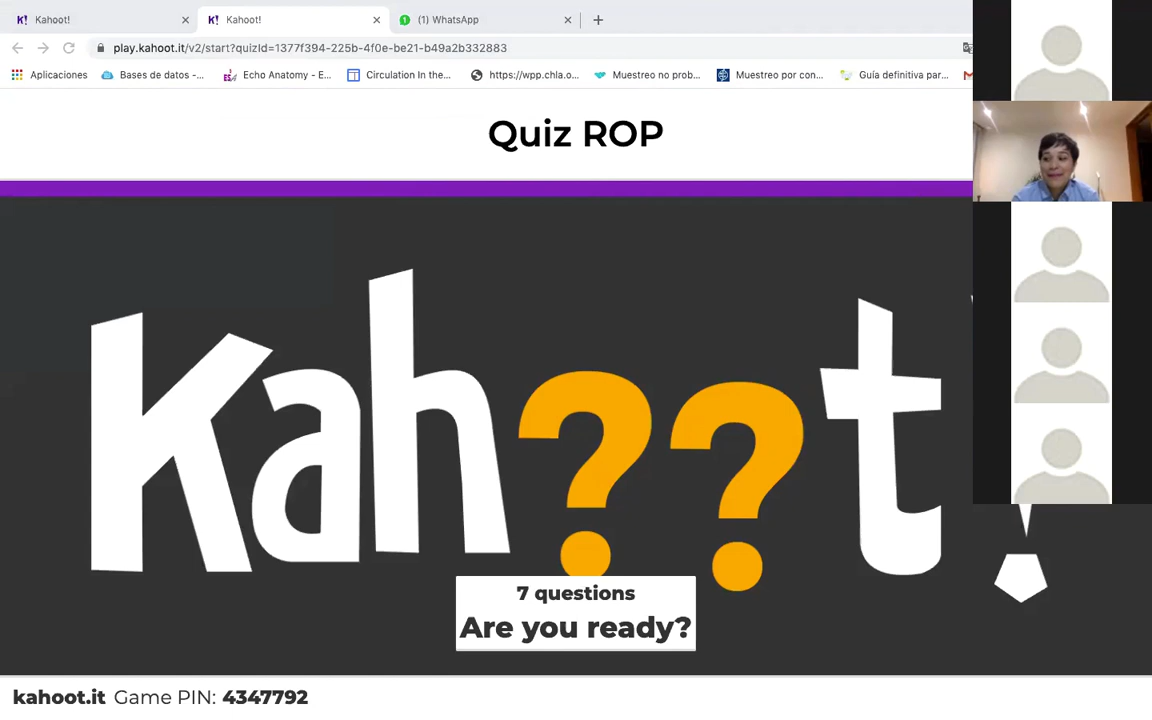 Kahoot!
Kahoot!
(1) WhatsApp
play.kahoot.it/v2/start?quizId=1377f394-225b-4f0e-be21-b49a2b332883
Aplicaciones Bases de datos -... Echo Anatomy - E... Circulation In the... https://wpp.chla.o... Muestreo no prob... Muestreo por con... Guía definitiva par...
Quiz ROP
Kah??t!
7 questions
Are you ready?
kahoot.it Game PIN: 4347792